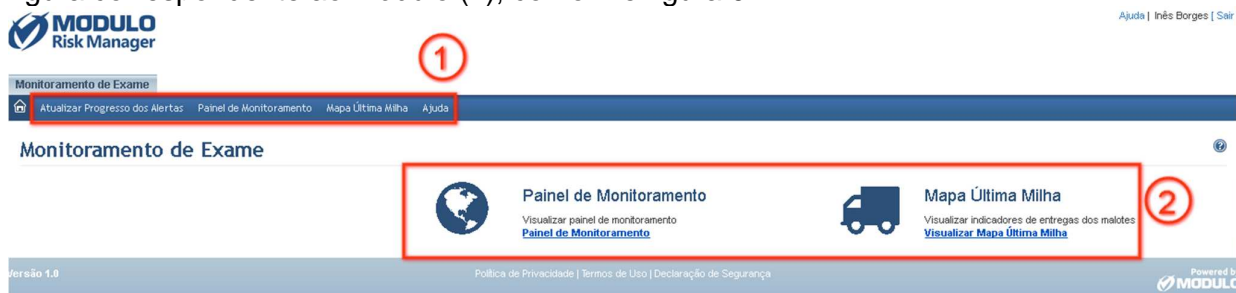 MODULO
Risk Manager
Ajuda | Inês Borges [ Sair
1
Monitoramento de Exame
Atualizar Progresso dos Alertas Painel de Monitoramento Mapa Última Milha Ajuda
Monitoramento de Exame
Painel de Monitoramento
Visualizar painel de monitoramento
Painel de Monitoramento
Mapa Última Milha
Visualizar indicadores de entregas dos malotes
Visualizar Mapa Última Milha
2
Versão 1.0
Política de Privacidade | Termos de Uso | Declaração de Segurança
Powered b
MODULO